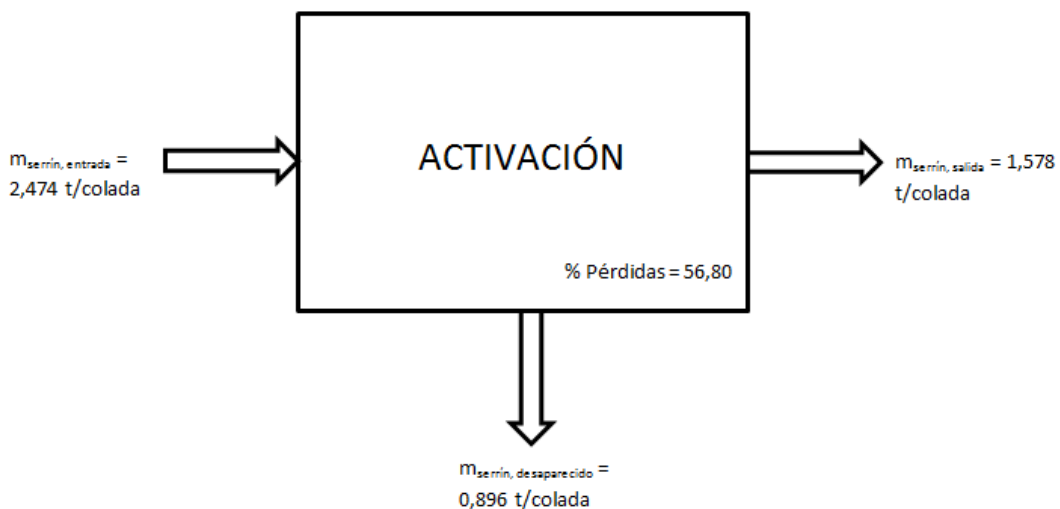 ACTIVACIÓN
m serrín, entrada =
2,474 t/colada
m serrín, salida = 1,578
t/colada
% Pérdidas = 56,80
m serrín, desaparecido =
0,896 t/colada